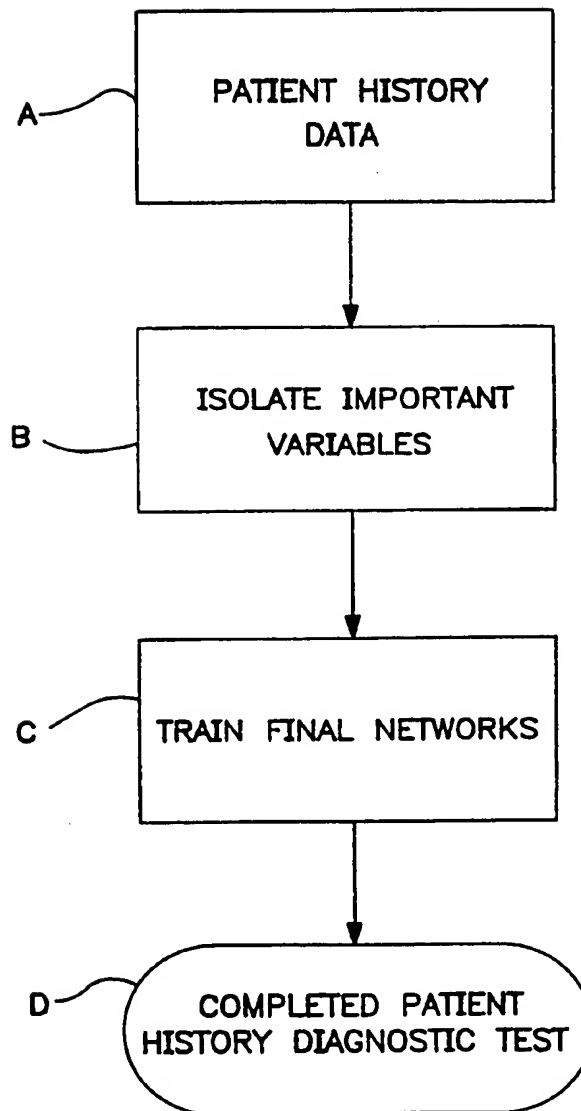 A
PATIENT HISTORY
DATA
B
ISOLATE IMPORTANT
VARIABLES
C
TRAIN FINAL NETWORKS
D
COMPLETED PATIENT
HISTORY DIAGNOSTIC TEST